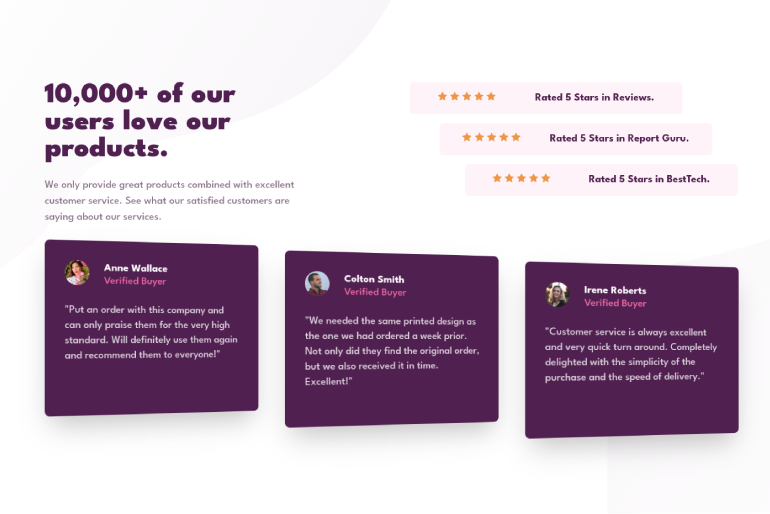 10,000+ of our
users love our
products.
We only provide great products combined with excellent
customer service. See what our satisfied customers are
saying about our services.
Rated 5 Stars in Reviews.
Rated 5 Stars in Report Guru.
Rated 5 Stars in BestTech.
Anne Wallace
Verified Buyer
"Put an order with this company and
can only praise them for the very high
standard. Will definitely use them again
and recommend them to everyone!"
Colton Smith
Verified Buyer
"We needed the same printed design as
the one we had ordered a week prior.
Not only did they find the original order,
but we also received it in time.
Excellent!"
Irene Roberts
Verified Buyer
"Customer service is always excellent
and very quick turn around. Completely
delighted with the simplicity of the
purchase and the speed of delivery."